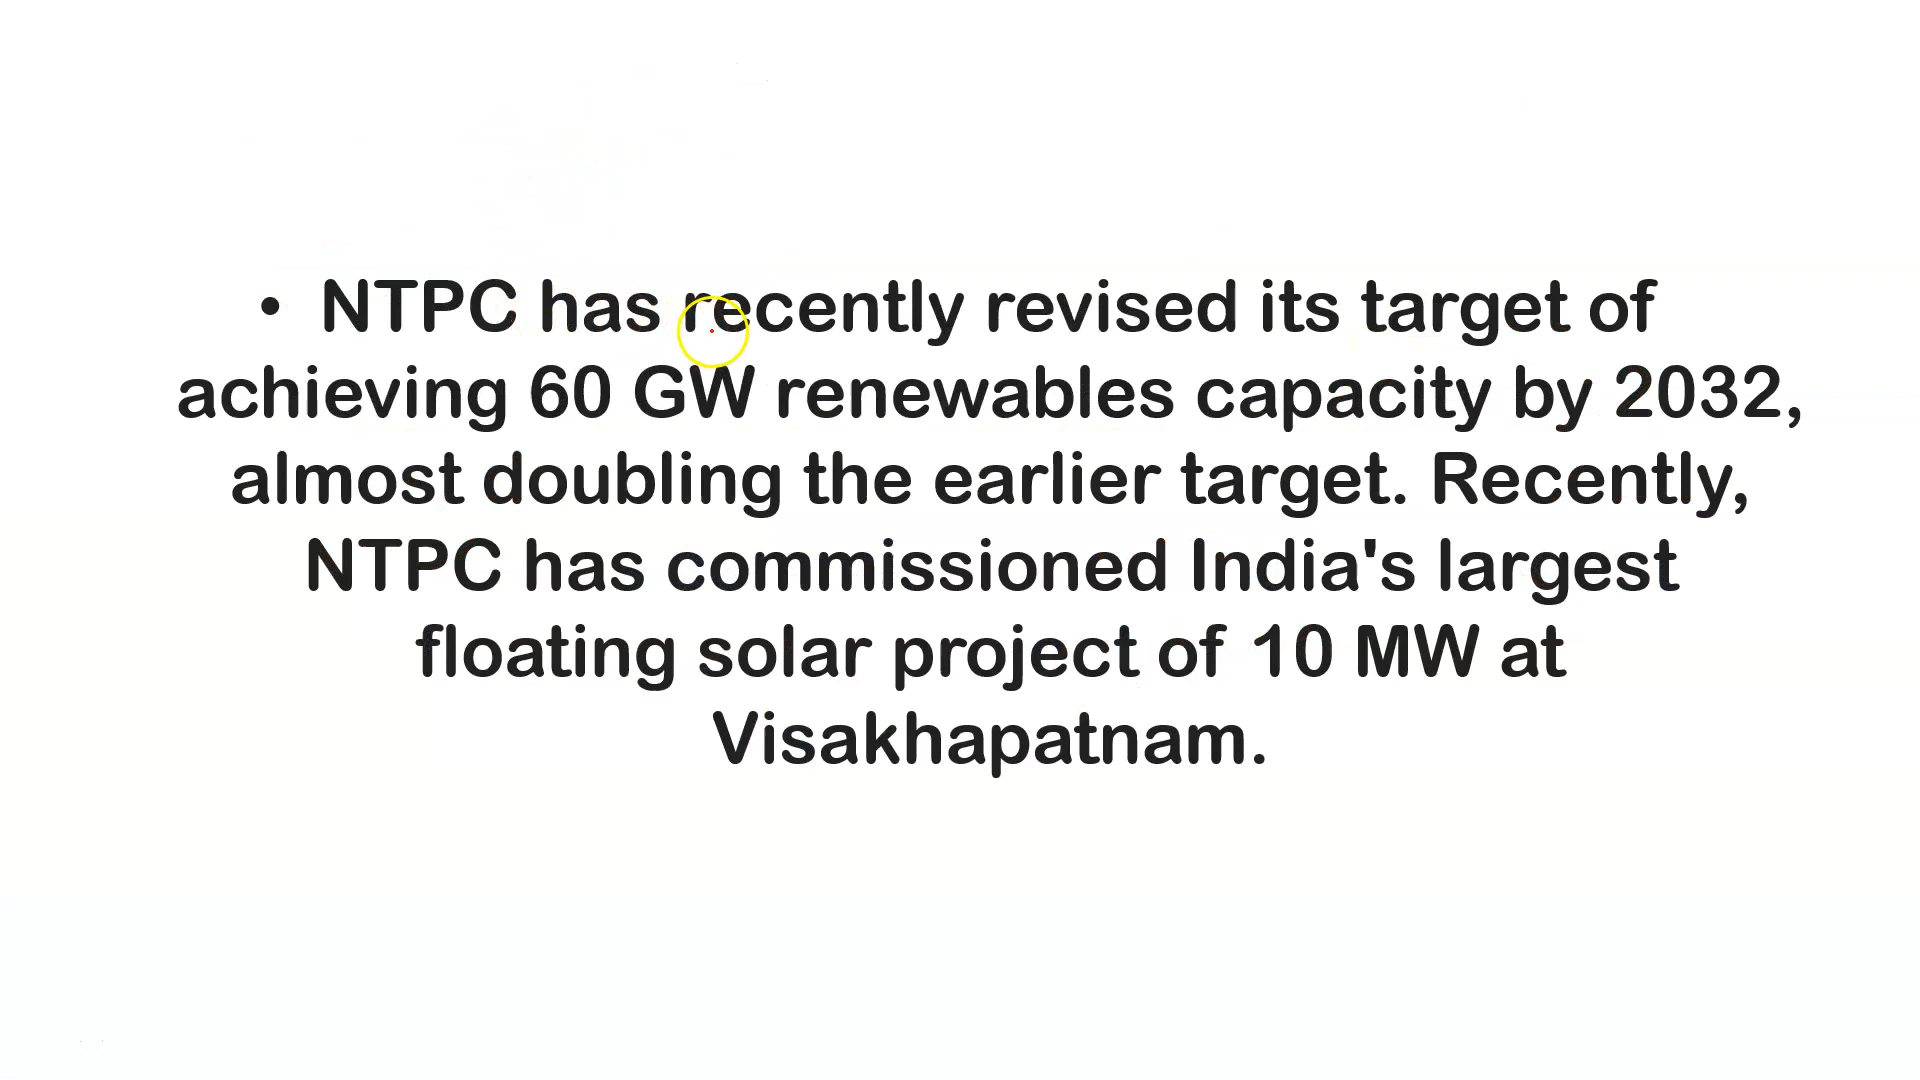 • NTPC has recently revised its target of
achieving 60 GW renewables capacity by 2032,
almost doubling the earlier target. Recently,
NTPC has commissioned India's largest
floating solar project of 10 MW at
Visakhapatnam.